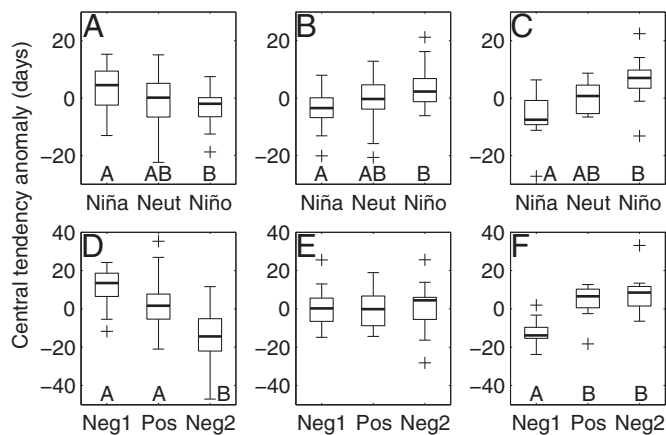 Central tendency anomaly (days)
A
20
0
−20
A AB B
Niña Neut Niño
B
20
0
−20
A AB B
Niña Neut Niño
C
20
0
−20
A AB B
Niña Neut Niño
D
40
20
0
−20
−40
A A B
Neg1 Pos Neg2
E
40
20
0
−20
−40
Neg1 Pos Neg2
F
40
20
0
−20
−40
A B B
Neg1 Pos Neg2